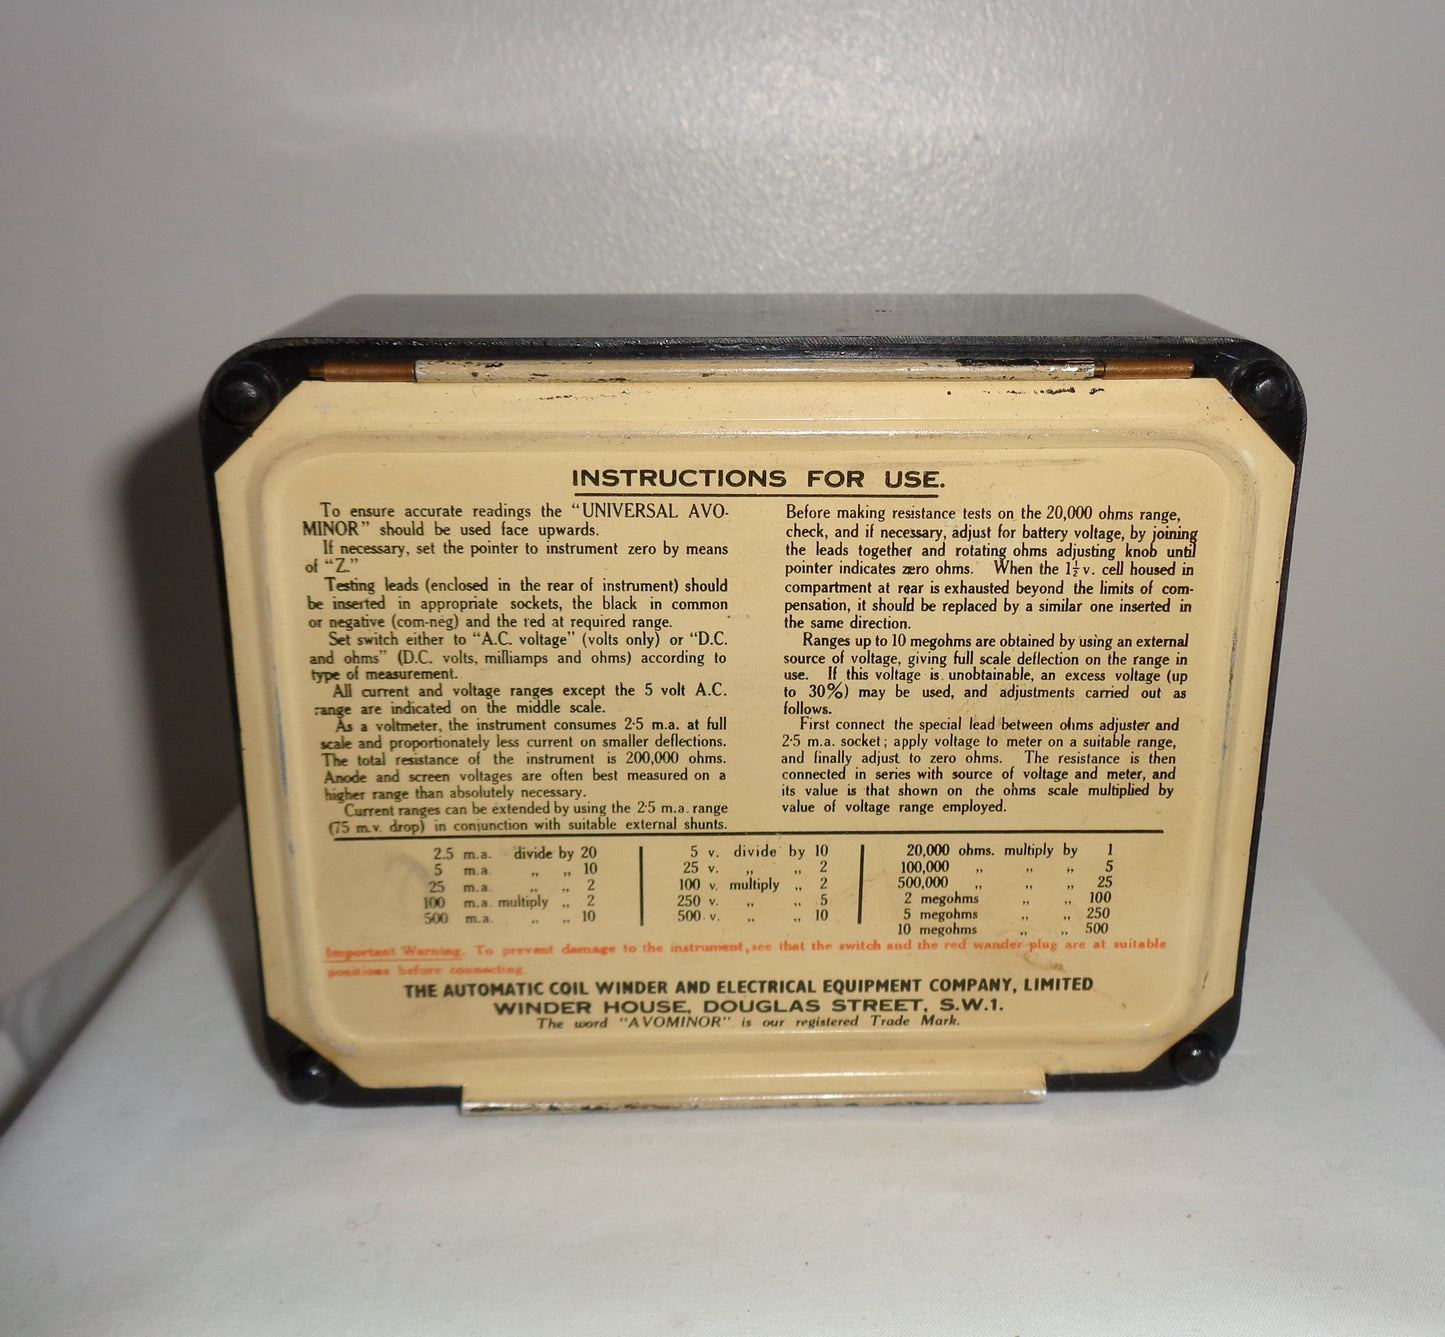 INSTRUCTIONS FOR USE.
To ensure accurate readings the "UNIVERSAL AVO-
MINOR" should be used face upwards.
If necessary, set the pointer to instrument zero by means
of "Z."
Testing leads (enclosed in the rear of instrument) should
be inserted in appropriate sockets, the black in common
or negative (com-neg) and the red at required range.
Set switch either to "A.C. voltage" (volts only) or "D.C.
and ohms" (D.C. volts, milliamps and ohms) according to
type of measurement.
All current and voltage ranges except the 5 volt A.C.
range are indicated on the middle scale.
As a voltmeter, the instrument consumes 2·5 m.a. at full
scale and proportionately less current on smaller deflections.
The total resistance of the instrument is 200,000 ohms.
Anode and screen voltages are often best measured on a
higher range than absolutely necessary.
Current ranges can be extended by using the 2·5 m.a. range
(75 m.v. drop) in conjunction with suitable external shunts.
Before making resistance tests on the 20,000 ohms range,
check, and if necessary, adjust for battery voltage, by joining
the leads together and rotating ohms adjusting knob until
pointer indicates zero ohms. When the 1½ v. cell housed in
compartment at rear is exhausted beyond the limits of com-
pensation, it should be replaced by a similar one inserted in
the same direction.
Ranges up to 10 megohms are obtained by using an external
source of voltage, giving full scale deflection on the range in
use. If this voltage is unobtainable, an excess voltage (up
to 30%) may be used, and adjustments carried out as
follows.
First connect the special lead between ohms adjuster and
2·5 m.a. socket; apply voltage to meter on a suitable range,
and finally adjust to zero ohms. The resistance is then
connected in series with source of voltage and meter, and
its value is that shown on the ohms scale multiplied by
value of voltage range employed.
2.5 m.a. divide by 20
5 m.a. ,, ,, 10
25 m.a. ,, ,, 2
100 m.a. multiply ,, 2
500 m.a. ,, ,, 10
5 v. divide by 10
25 v. ,, ,, 2
100 v. multiply ,, 2
250 v. ,, ,, 5
500 v. ,, ,, 10
20,000 ohms. multiply by 1
100,000 ,, ,, ,, 5
500,000 ,, ,, ,, 25
2 megohms ,, ,, 100
5 megohms ,, ,, 250
10 megohms ,, ,, 500
Important Warning. To prevent damage to the instrument, see that the switch and the red wander-plug are at suitable
positions before connecting.
THE AUTOMATIC COIL WINDER AND ELECTRICAL EQUIPMENT COMPANY, LIMITED
WINDER HOUSE, DOUGLAS STREET, S.W.1.
The word "AVOMINOR" is our registered Trade Mark.